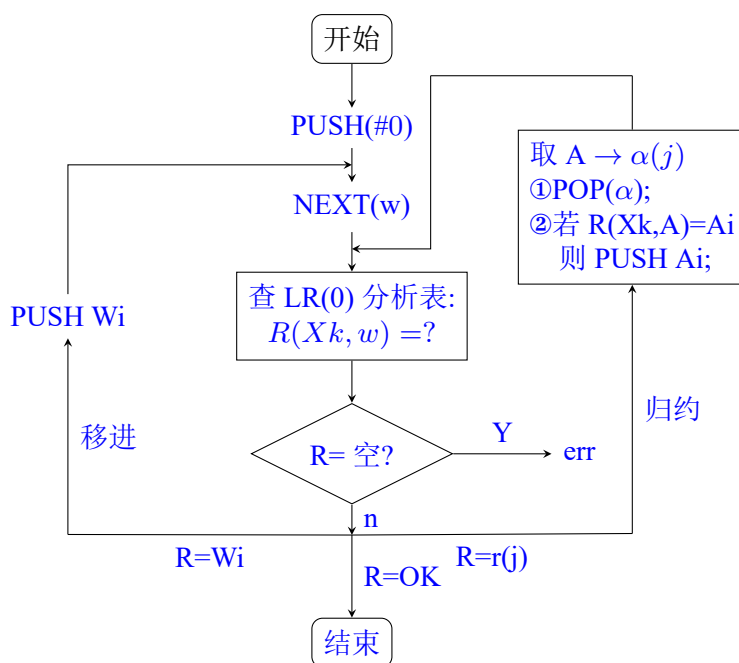 开始
PUSH(#0)
NEXT(w)
查 LR(0) 分析表:
R(Xk, w) =?
R= 空?
Y
err
n
R=Wi
移进
PUSH Wi
R=r(j)
归约
取 A → α(j)
①POP(α);
②若 R(Xk,A)=Ai
则 PUSH Ai;
R=OK
结束